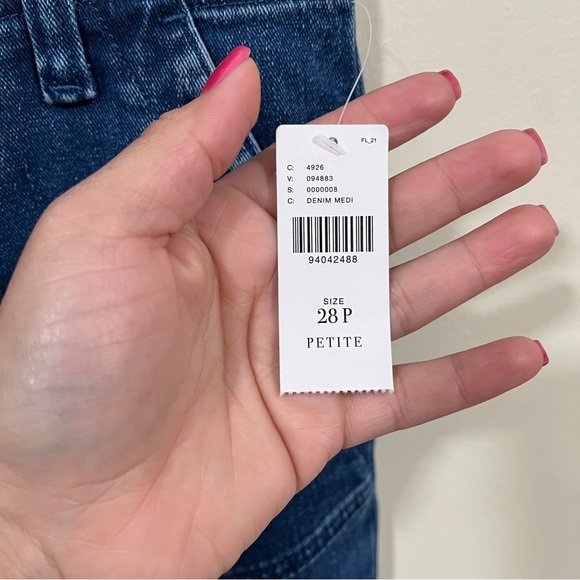 FL_21
C: 4926
V: 094883
S: 0000008
C: DENIM MEDI
94042488
SIZE
28 P
PETITE